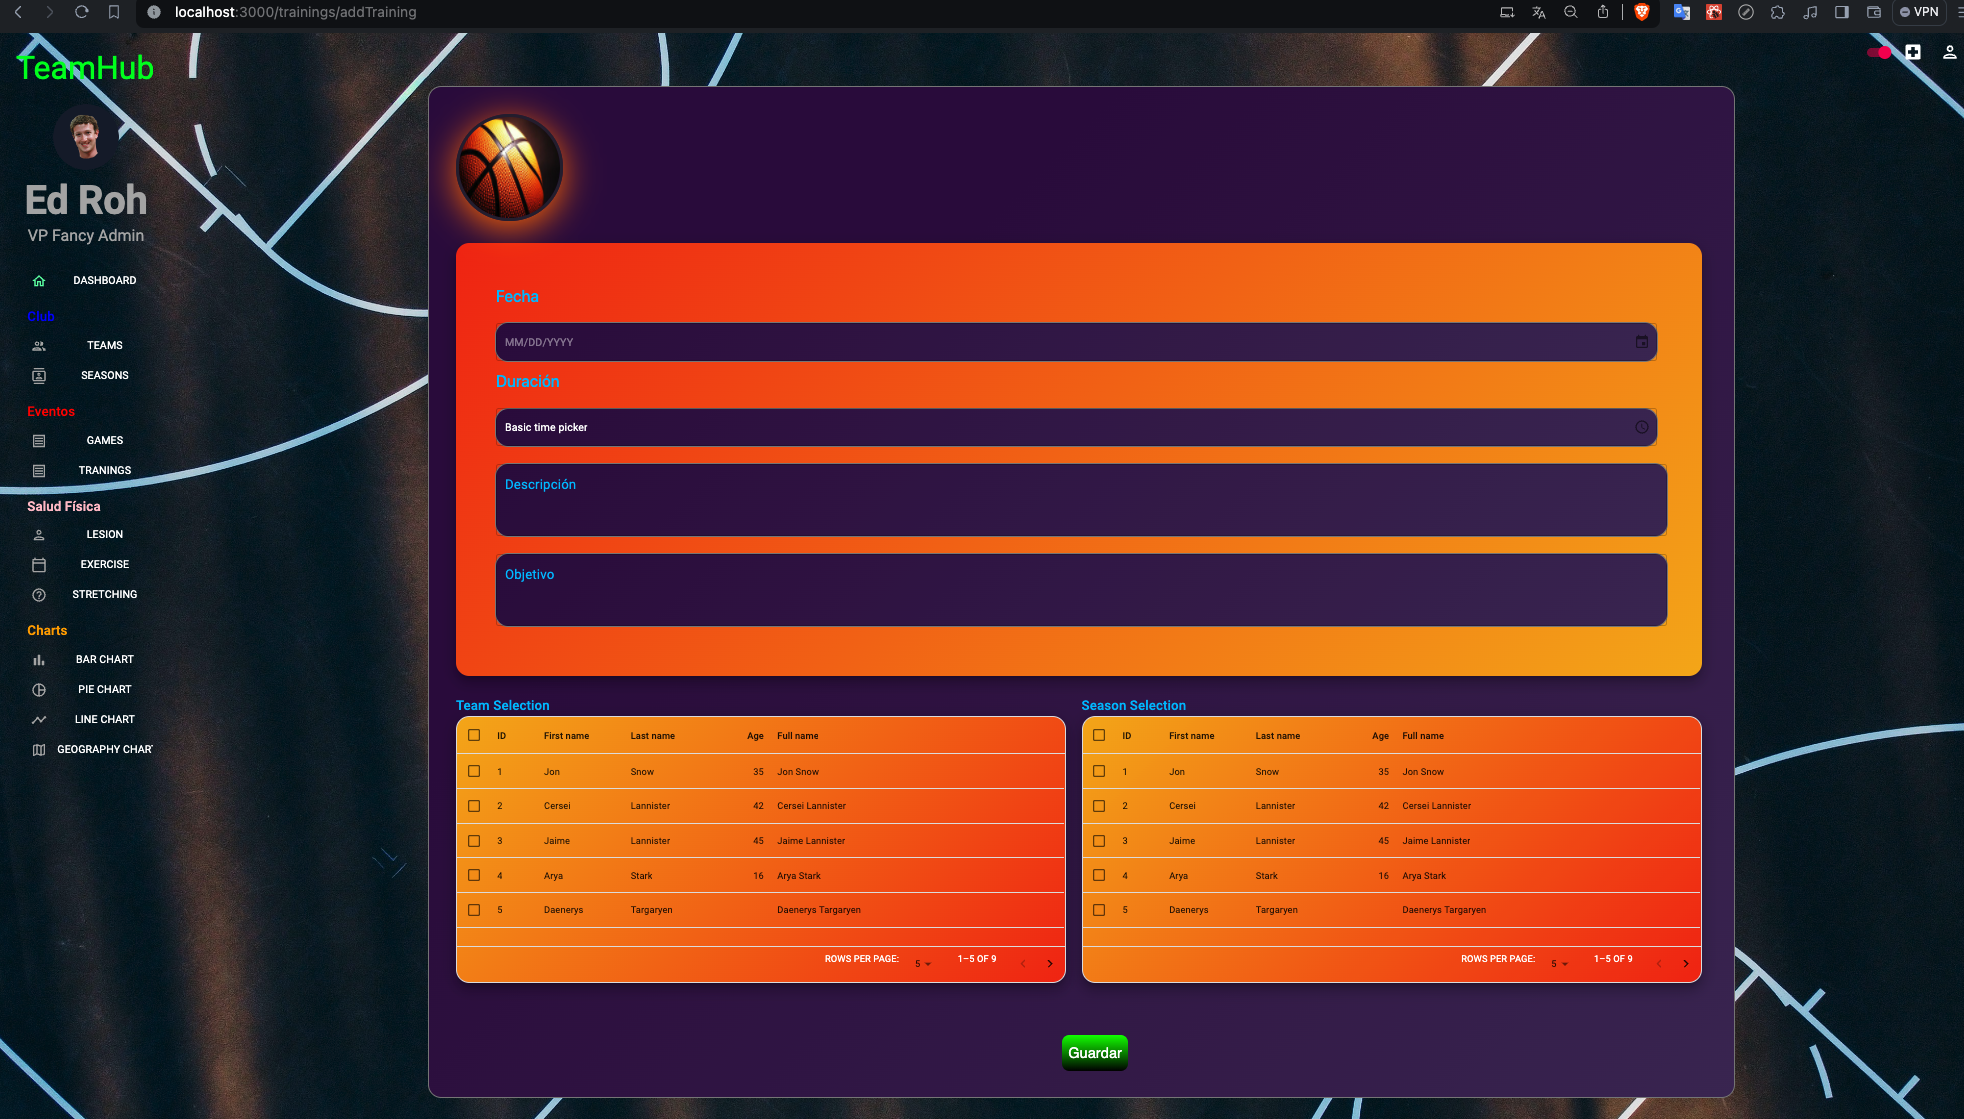 localhost:3000/trainings/addTraining
VPN
TeamHub
Ed Roh
VP Fancy Admin
DASHBOARD
Club
TEAMS
SEASONS
Eventos
GAMES
TRANINGS
Salud Física
LESION
EXERCISE
STRETCHING
Charts
BAR CHART
PIE CHART
LINE CHART
GEOGRAPHY CHART
Fecha
MM/DD/YYYY
Duración
Basic time picker
Descripción
Objetivo
Team Selection
ID First name Last name Age Full name
1 Jon Snow 35 Jon Snow
2 Cersei Lannister 42 Cersei Lannister
3 Jaime Lannister 45 Jaime Lannister
4 Arya Stark 16 Arya Stark
5 Daenerys Targaryen Daenerys Targaryen
ROWS PER PAGE: 5 1–5 OF 9
Season Selection
ID First name Last name Age Full name
1 Jon Snow 35 Jon Snow
2 Cersei Lannister 42 Cersei Lannister
3 Jaime Lannister 45 Jaime Lannister
4 Arya Stark 16 Arya Stark
5 Daenerys Targaryen Daenerys Targaryen
ROWS PER PAGE: 5 1–5 OF 9
Guardar